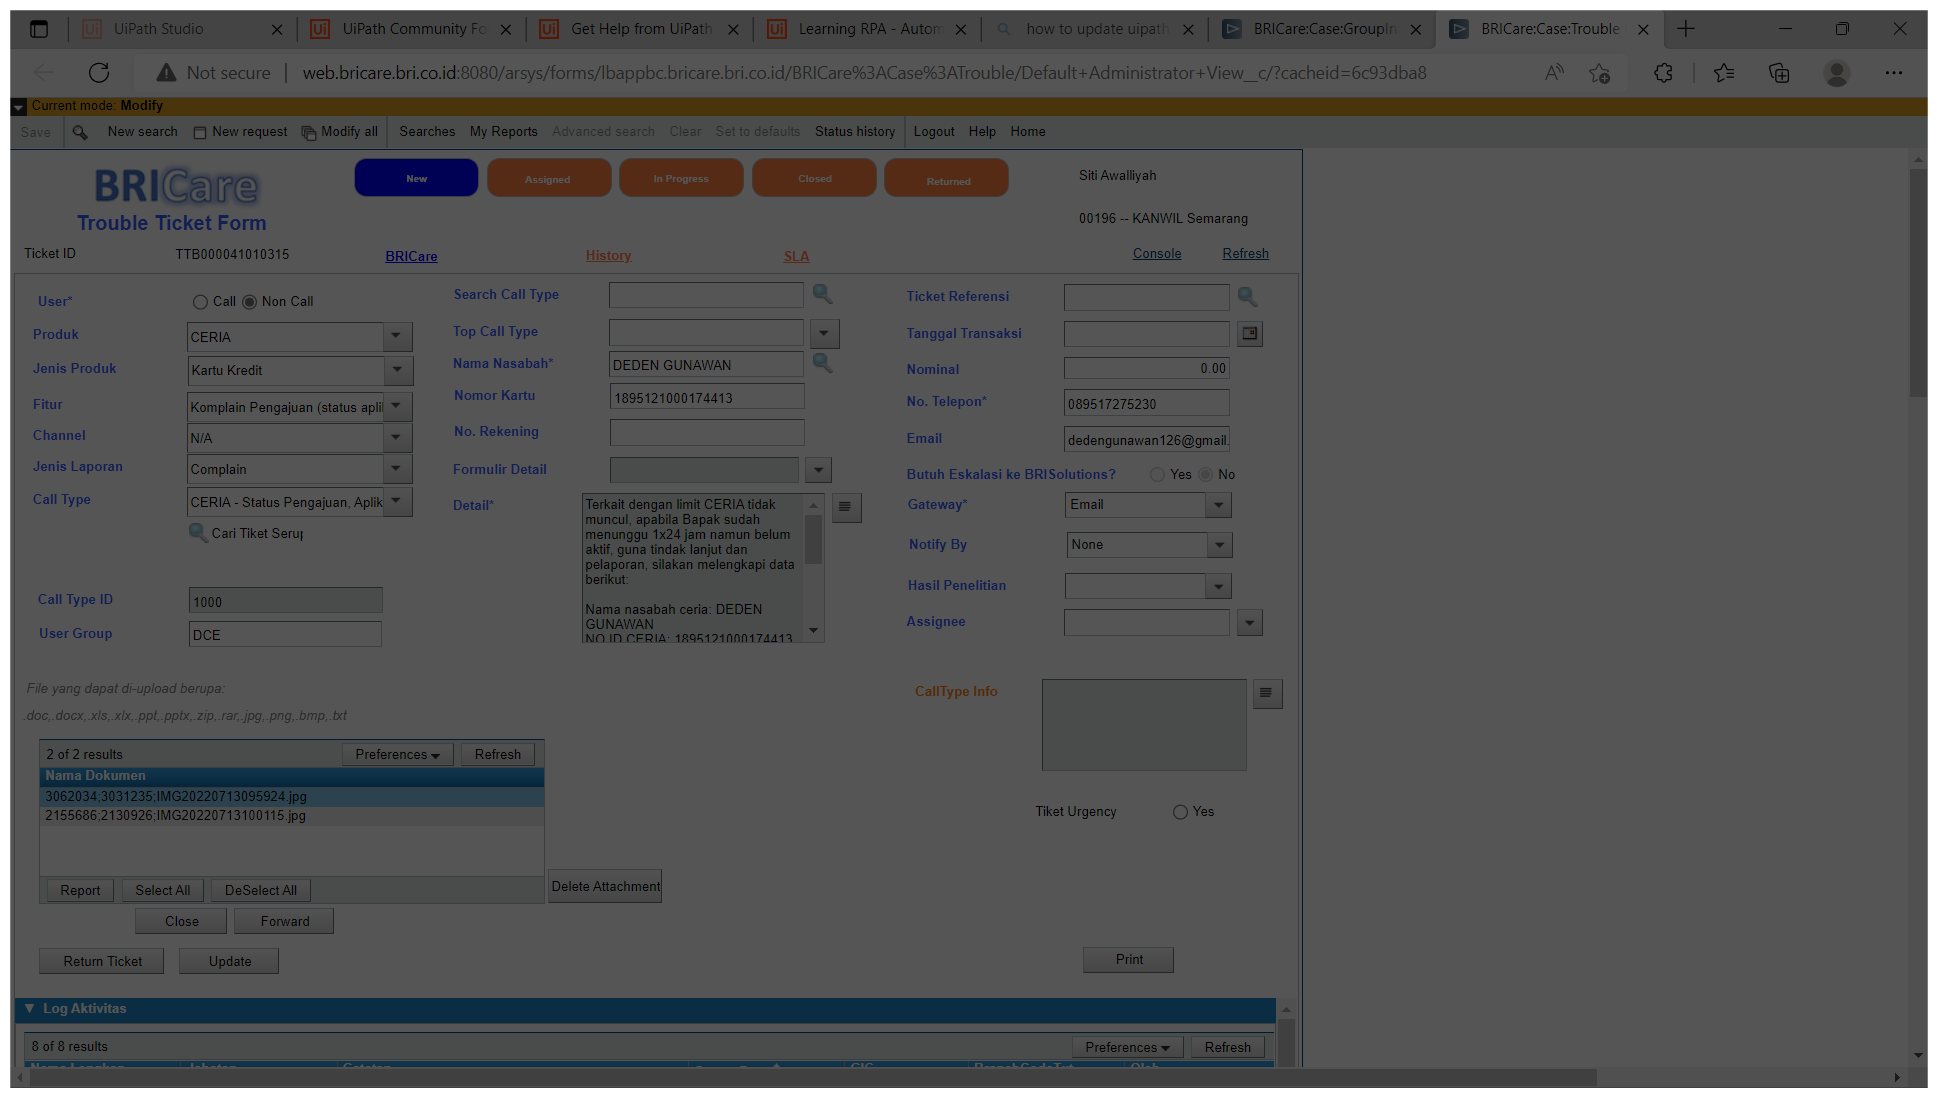 UiPath Studio
UiPath Community Fo
Get Help from UiPath
Learning RPA - Autom
how to update uipath
BRICare:Case:GroupIn
BRICare:Case:Trouble
Not secure
web.bricare.bri.co.id:8080/arsys/forms/lbappbc.bricare.bri.co.id/BRICare%3ACase%3ATrouble/Default+Administrator+View__c/?cacheid=6c93dba8
Current mode: Modify
Save New search New request Modify all Searches My Reports Advanced search Clear Set to defaults Status history Logout Help Home
BRICare
Trouble Ticket Form
New Assigned In Progress Closed Returned
Siti Awalliyah
00196 -- KANWIL Semarang
Ticket ID TTB000041010315 BRICare History SLA Console Refresh
User* Call Non Call
Produk CERIA
Jenis Produk Kartu Kredit
Fitur Komplain Pengajuan (status apli
Channel N/A
Jenis Laporan Complain
Call Type CERIA - Status Pengajuan, Aplik
Cari Tiket Serup
Call Type ID 1000
User Group DCE
Search Call Type
Top Call Type
Nama Nasabah* DEDEN GUNAWAN
Nomor Kartu 1895121000174413
No. Rekening
Formulir Detail
Detail* Terkait dengan limit CERIA tidak
muncul, apabila Bapak sudah
menunggu 1x24 jam namun belum
aktif, guna tindak lanjut dan
pelaporan, silakan melengkapi data
berikut:
Nama nasabah ceria: DEDEN
GUNAWAN
NO ID CERIA: 1895121000174413
Ticket Referensi
Tanggal Transaksi
Nominal 0.00
No. Telepon* 089517275230
Email dedengunawan126@gmail.
Butuh Eskalasi ke BRISolutions? Yes No
Gateway* Email
Notify By None
Hasil Penelitian
Assignee
File yang dapat di-upload berupa:
.doc,.docx,.xls,.xlx,.ppt,.pptx,.zip,.rar,.jpg,.png,.bmp,.txt
CallType Info
2 of 2 results Preferences Refresh
Nama Dokumen
3062034;3031235;IMG20220713095924.jpg
2155686;2130926;IMG20220713100115.jpg
Tiket Urgency Yes
Report Select All DeSelect All Delete Attachment
Close Forward
Return Ticket Update Print
Log Aktivitas
8 of 8 results Preferences Refresh